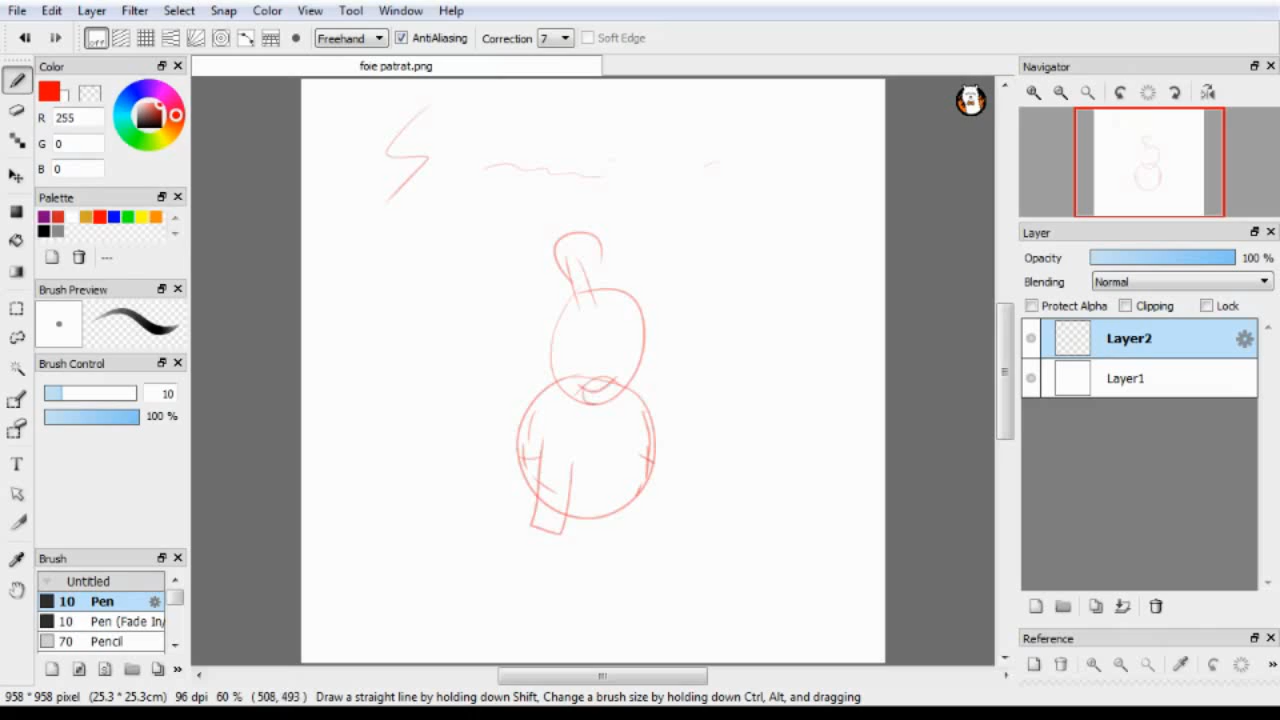 File Edit Layer Filter Select Snap Color View Tool Window Help
off Freehand AntiAliasing Correction 7 Soft Edge
Color
foie patrat.png
Navigator
R 255
G 0
B 0
Palette
---
Brush Preview
Brush Control
10
100 %
Layer
Opacity 100 %
Blending Normal
Protect Alpha Clipping Lock
Layer2
Layer1
Brush
Untitled
10 Pen
10 Pen (Fade In/
70 Pencil
Reference
958 * 958 pixel (25.3 * 25.3cm) 96 dpi 60 % ( 508, 493 ) Draw a straight line by holding down Shift, Change a brush size by holding down Ctrl, Alt, and dragging